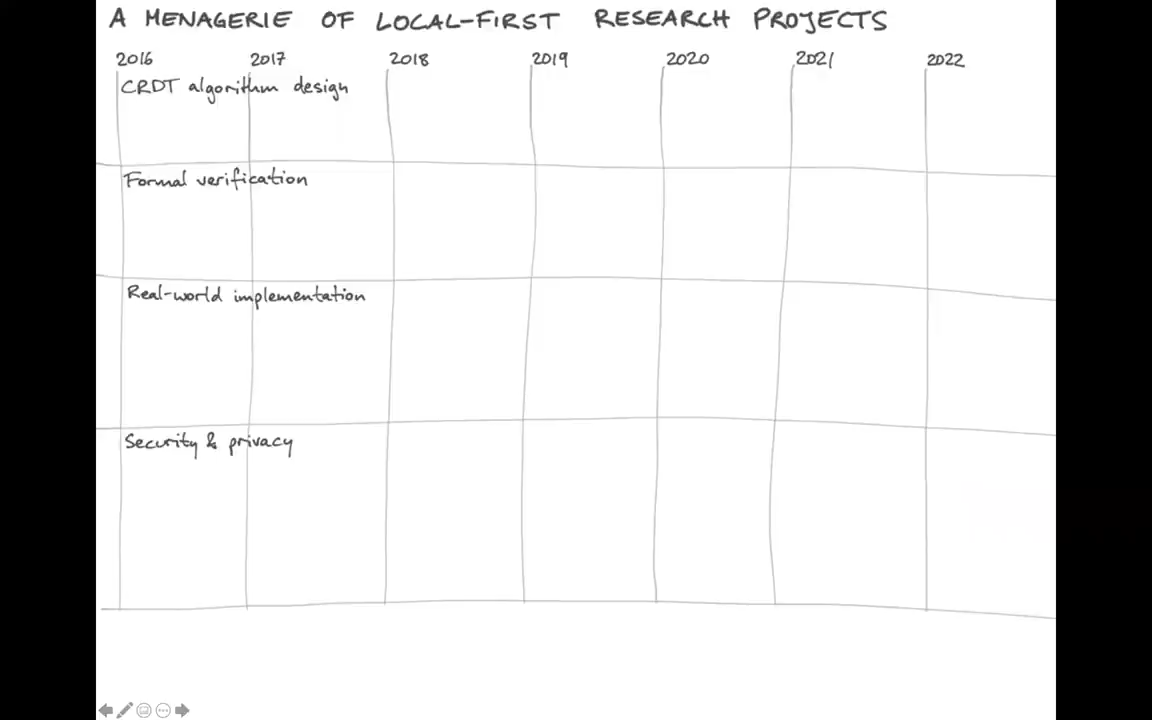 A MENAGERIE OF LOCAL-FIRST RESEARCH PROJECTS
2016 2017 2018 2019 2020 2021 2022
CRDT algorithm design
Formal verification
Real-world implementation
Security & privacy